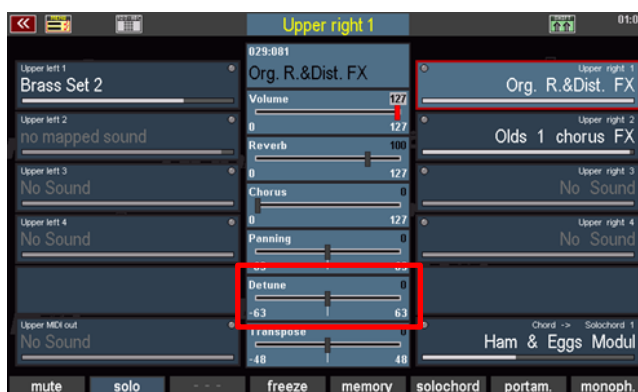 Upper right 1
01:0
029:081
Org. R.&Dist. FX
Upper left 1
Brass Set 2
Upper left 2
no mapped sound
Upper left 3
No Sound
Upper left 4
No Sound
Upper MIDI out
No Sound
Volume 127
0 127
Reverb 100
0 127
Chorus 0
0 127
Panning 0
Detune 0
-63 63
Transpose 0
-48 48
Upper right 1
Org. R.&Dist. FX
Upper right 2
Olds 1 chorus FX
Upper right 3
No Sound
Upper right 4
No Sound
Chord -> Solochord 1
Ham & Eggs Modul
mute solo - - - freeze memory solochord portam. monoph.